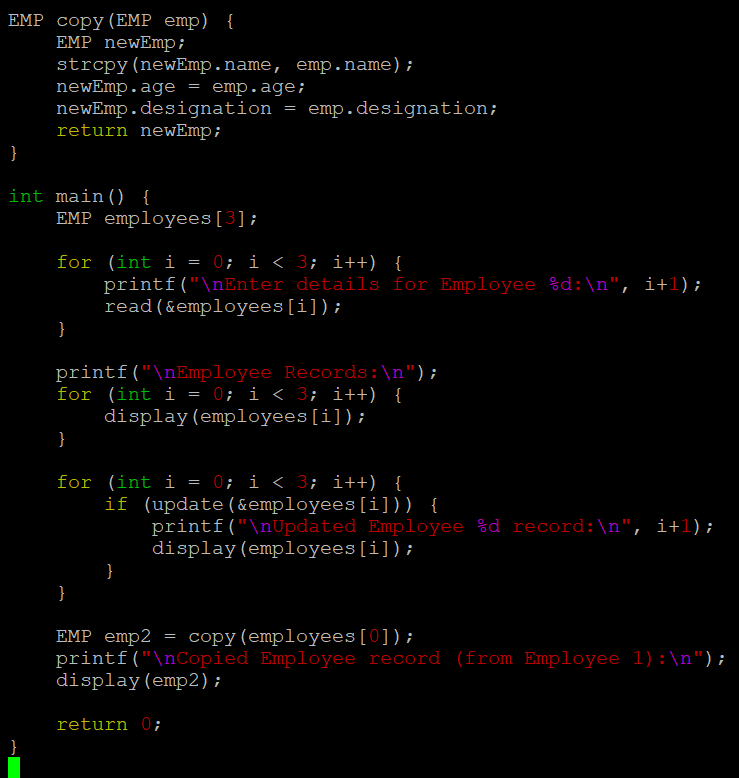 EMP copy(EMP emp) {
    EMP newEmp;
    strcpy(newEmp.name, emp.name);
    newEmp.age = emp.age;
    newEmp.designation = emp.designation;
    return newEmp;
}

int main() {
    EMP employees[3];

    for (int i = 0; i < 3; i++) {
        printf("\nEnter details for Employee %d:\n", i+1);
        read(&employees[i]);
    }

    printf("\nEmployee Records:\n");
    for (int i = 0; i < 3; i++) {
        display(employees[i]);
    }

    for (int i = 0; i < 3; i++) {
        if (update(&employees[i])) {
            printf("\nUpdated Employee %d record:\n", i+1);
            display(employees[i]);
        }
    }

    EMP emp2 = copy(employees[0]);
    printf("\nCopied Employee record (from Employee 1):\n");
    display(emp2);

    return 0;
}